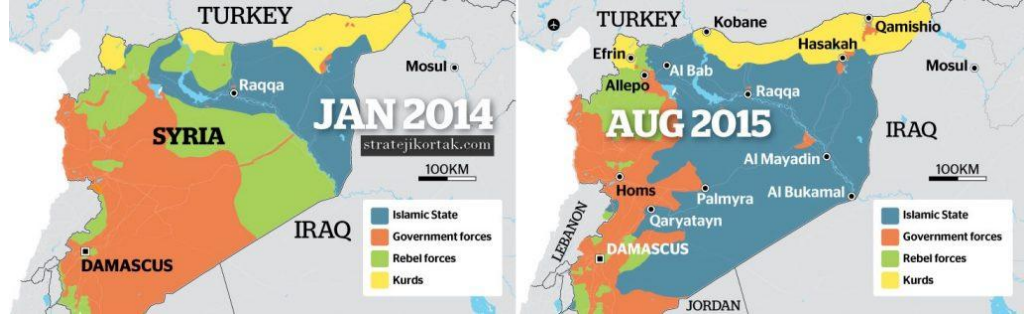 TURKEY
Raqqa
Mosul
JAN 2014
SYRIA
stratejikortak.com
100KM
IRAQ
DAMASCUS
Islamic State
Government forces
Rebel forces
Kurds
TURKEY
Kobane
Qamishio
Efrin
Hasakah
Al Bab
Mosul
Allepo
Raqqa
AUG 2015
IRAQ
Al Mayadin
100KM
Homs
Palmyra
Al Bukamal
Qaryatayn
LEBANON
DAMASCUS
Islamic State
Government forces
Rebel forces
Kurds
JORDAN